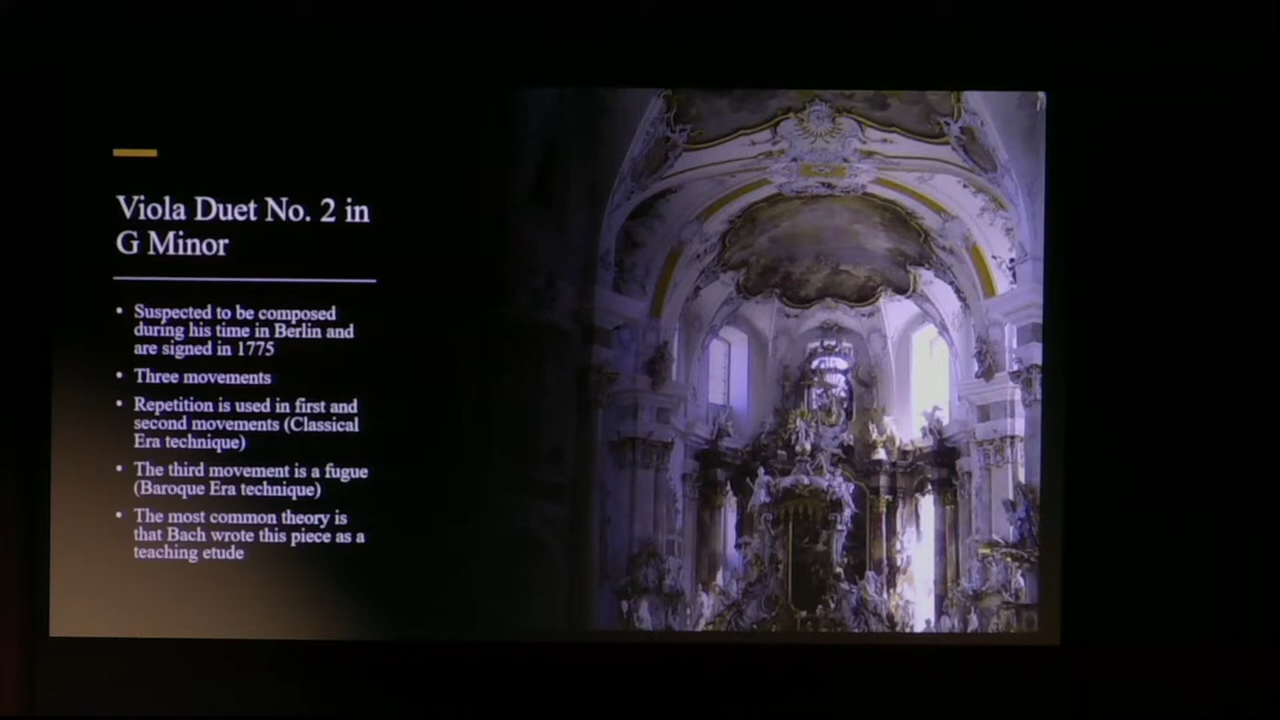 Viola Duet No. 2 in
G Minor
• Suspected to be composed
during his time in Berlin and
are signed in 1775
• Three movements
• Repetition is used in first and
second movements (Classical
Era technique)
• The third movement is a fugue
(Baroque Era technique)
• The most common theory is
that Bach wrote this piece as a
teaching etude